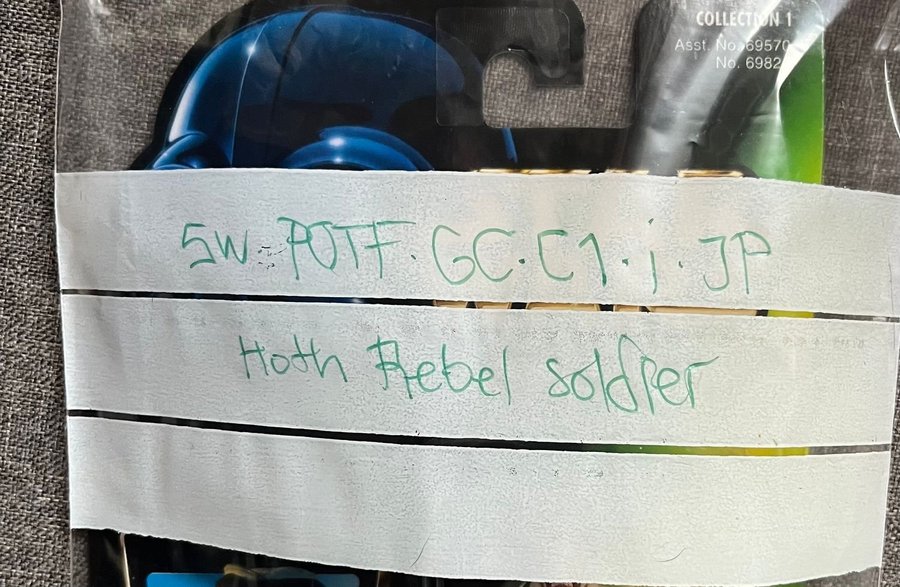 COLLECTION 1
Asst. No. 69570
No. 6982
SW-POTF.GC.C1.i.JP
Hoth Rebel soldier